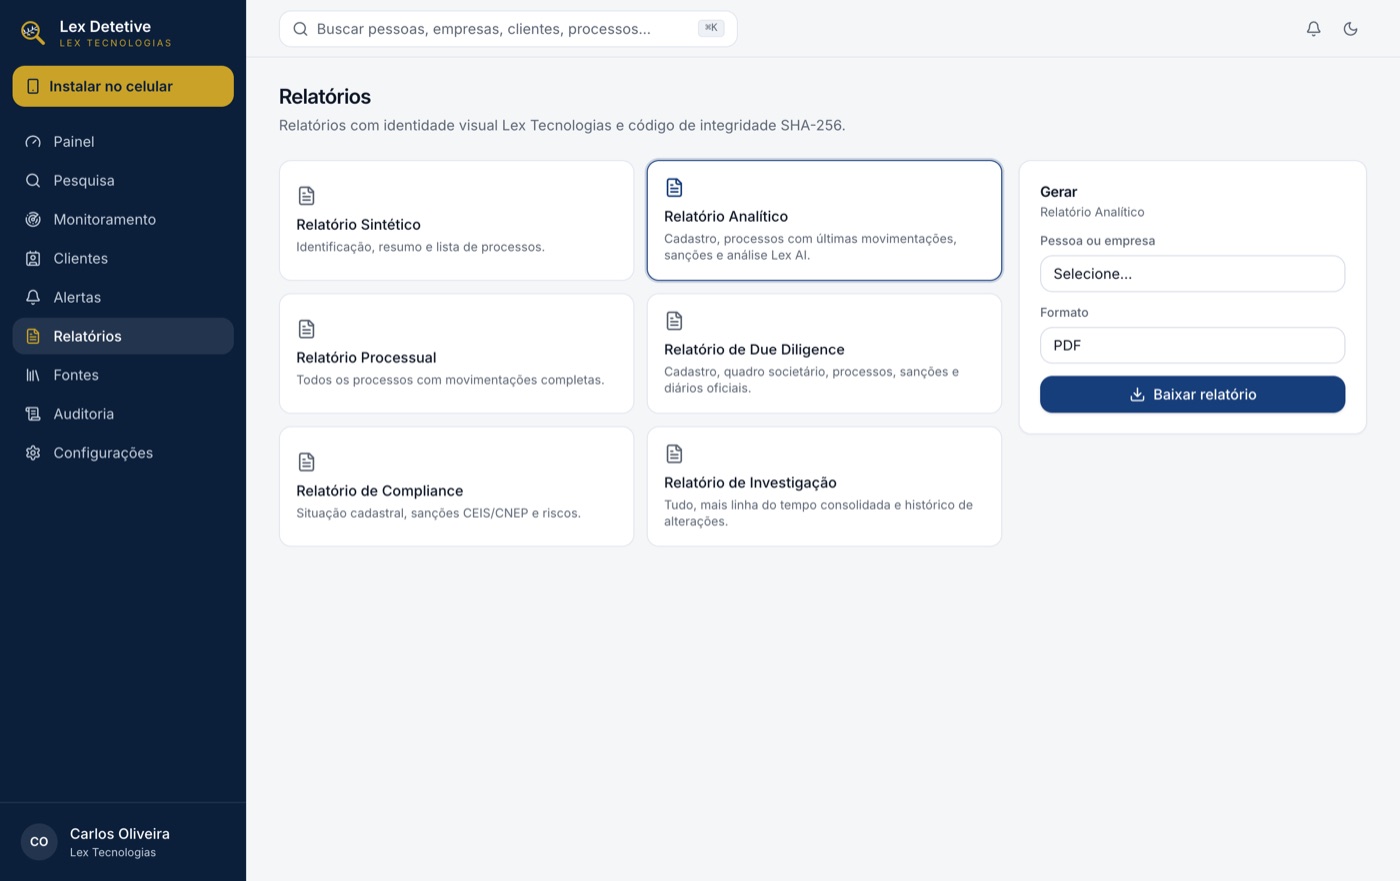 Lex Detetive
LEX TECNOLOGIAS
Instalar no celular
Painel
Pesquisa
Monitoramento
Clientes
Alertas
Relatórios
Fontes
Auditoria
Configurações
CO
Carlos Oliveira
Lex Tecnologias
Buscar pessoas, empresas, clientes, processos...
⌘K
Relatórios
Relatórios com identidade visual Lex Tecnologias e código de integridade SHA-256.
Relatório Sintético
Identificação, resumo e lista de processos.
Relatório Analítico
Cadastro, processos com últimas movimentações,
sanções e análise Lex AI.
Relatório Processual
Todos os processos com movimentações completas.
Relatório de Due Diligence
Cadastro, quadro societário, processos, sanções e
diários oficiais.
Relatório de Compliance
Situação cadastral, sanções CEIS/CNEP e riscos.
Relatório de Investigação
Tudo, mais linha do tempo consolidada e histórico de
alterações.
Gerar
Relatório Analítico
Pessoa ou empresa
Selecione...
Formato
PDF
Baixar relatório